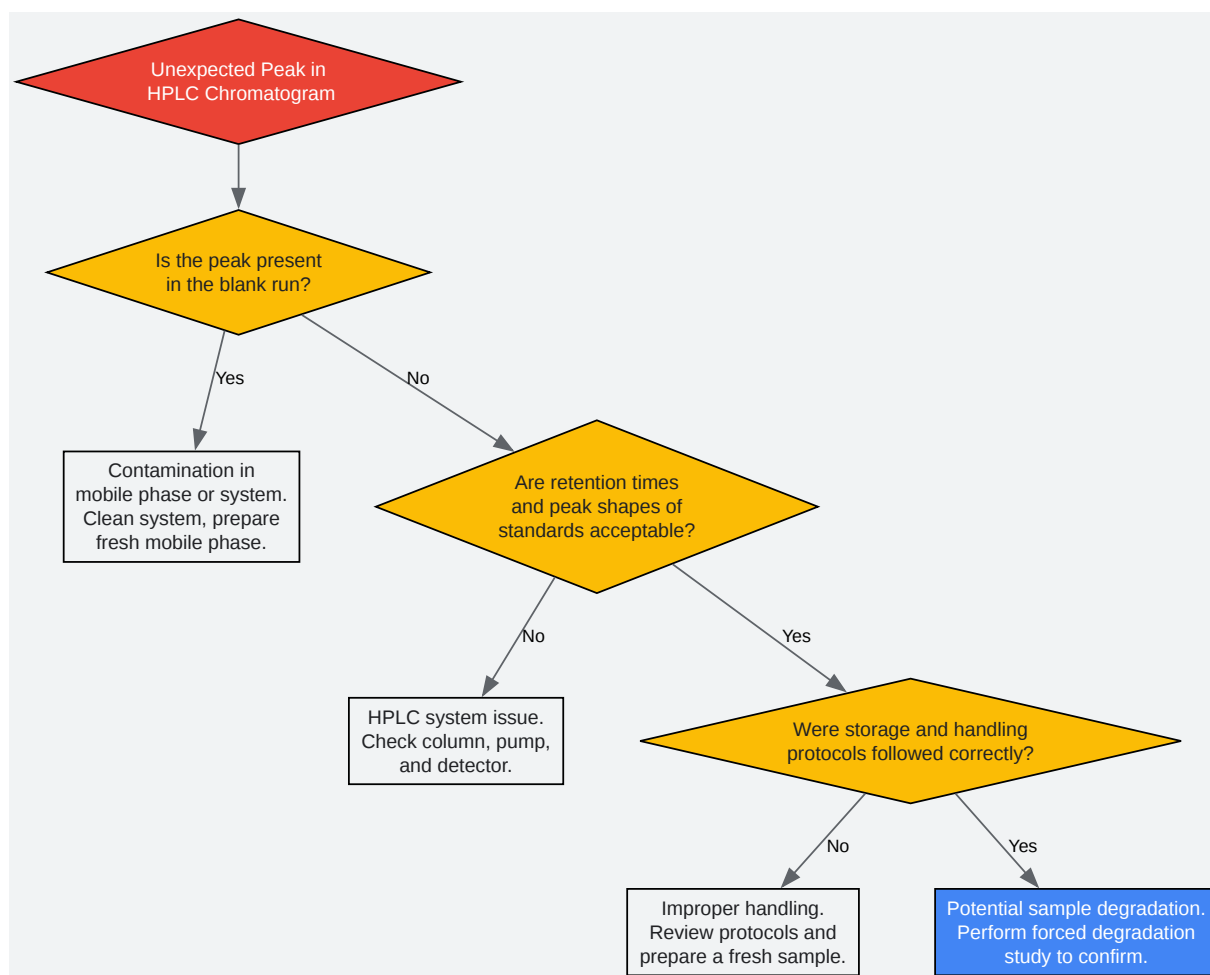 Unexpected Peak in
HPLC Chromatogram
Is the peak present
in the blank run?
Yes
No
Contamination in
mobile phase or system.
Clean system, prepare
fresh mobile phase.
Are retention times
and peak shapes of
standards acceptable?
No
Yes
HPLC system issue.
Check column, pump,
and detector.
Were storage and handling
protocols followed correctly?
No
Yes
Improper handling.
Review protocols and
prepare a fresh sample.
Potential sample degradation.
Perform forced degradation
study to confirm.